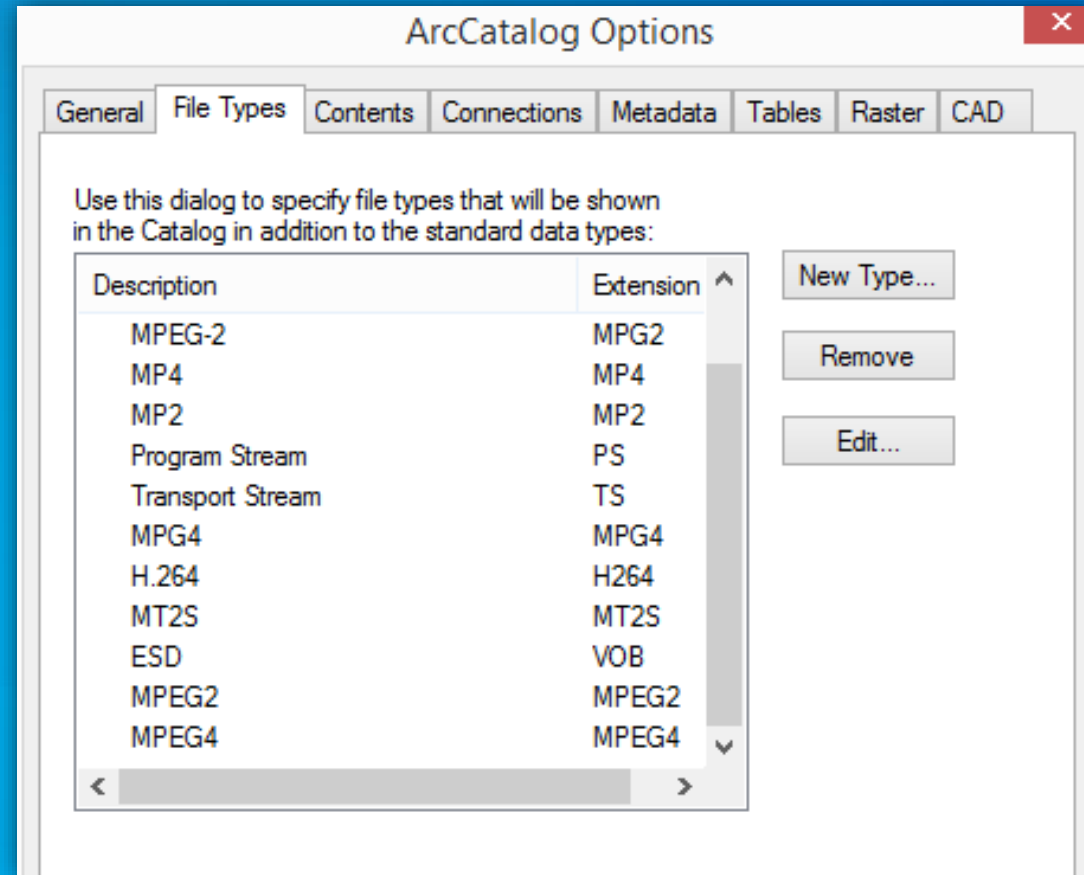 ArcCatalog Options
General File Types Contents Connections Metadata Tables Raster CAD
Use this dialog to specify file types that will be shown
in the Catalog in addition to the standard data types:
Description Extension New Type...
MPEG-2 MPG2
MP4 MP4 Remove
MP2 MP2
Program Stream PS Edit...
Transport Stream TS
MPG4 MPG4
H.264 H264
MT2S MT2S
ESD VOB
MPEG2 MPEG2
MPEG4 MPEG4